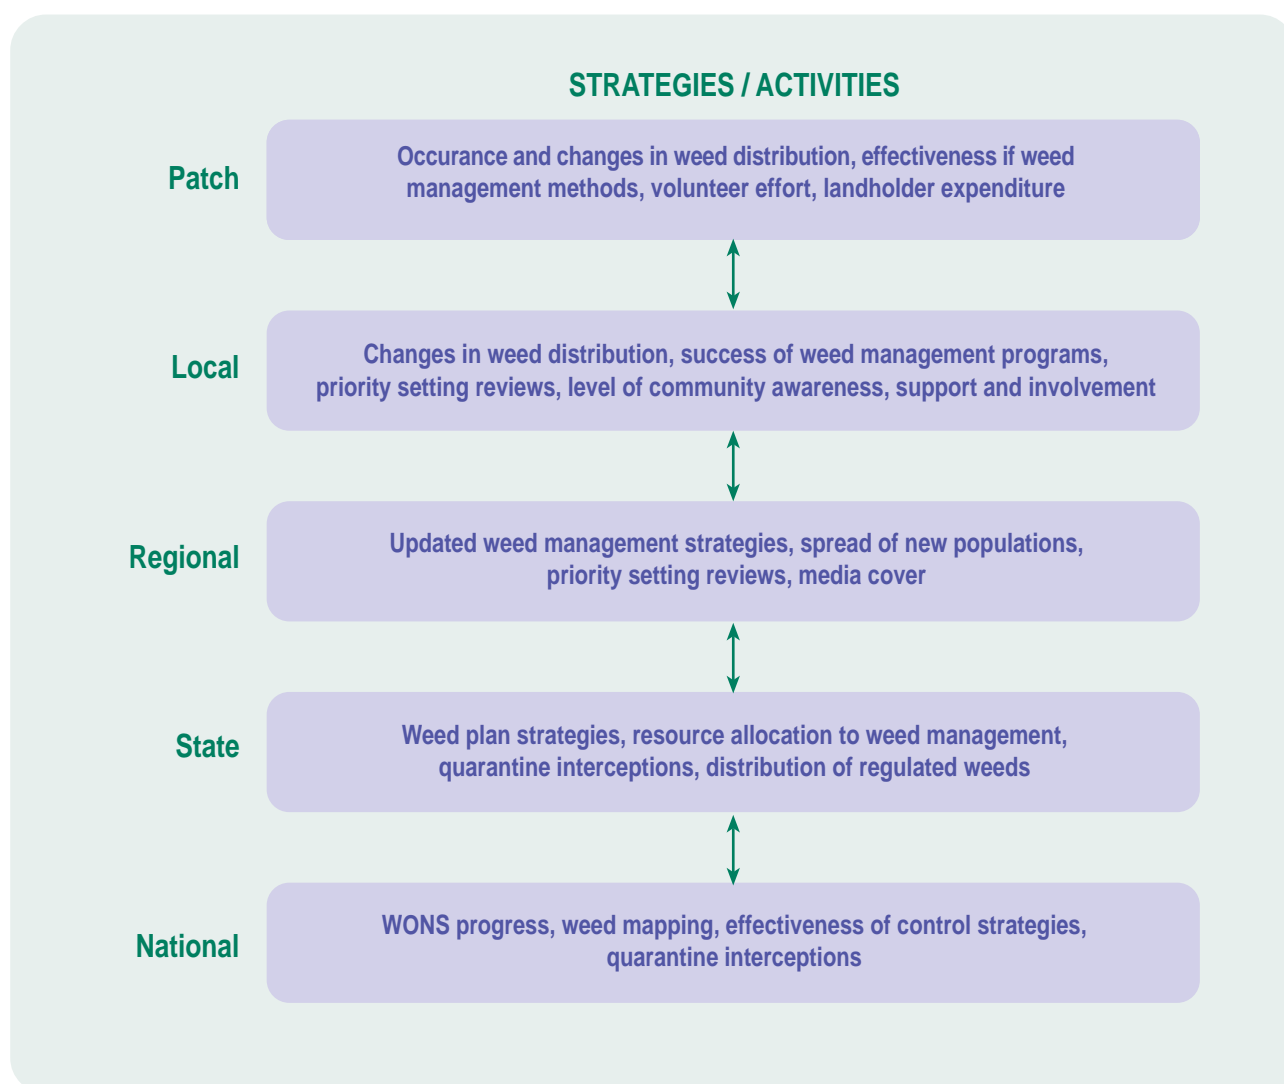 STRATEGIES / ACTIVITIES
Patch
Occurance and changes in weed distribution, effectiveness if weed
management methods, volunteer effort, landholder expenditure
Local
Changes in weed distribution, success of weed management programs,
priority setting reviews, level of community awareness, support and involvement
Regional
Updated weed management strategies, spread of new populations,
priority setting reviews, media cover
State
Weed plan strategies, resource allocation to weed management,
quarantine interceptions, distribution of regulated weeds
National
WONS progress, weed mapping, effectiveness of control strategies,
quarantine interceptions